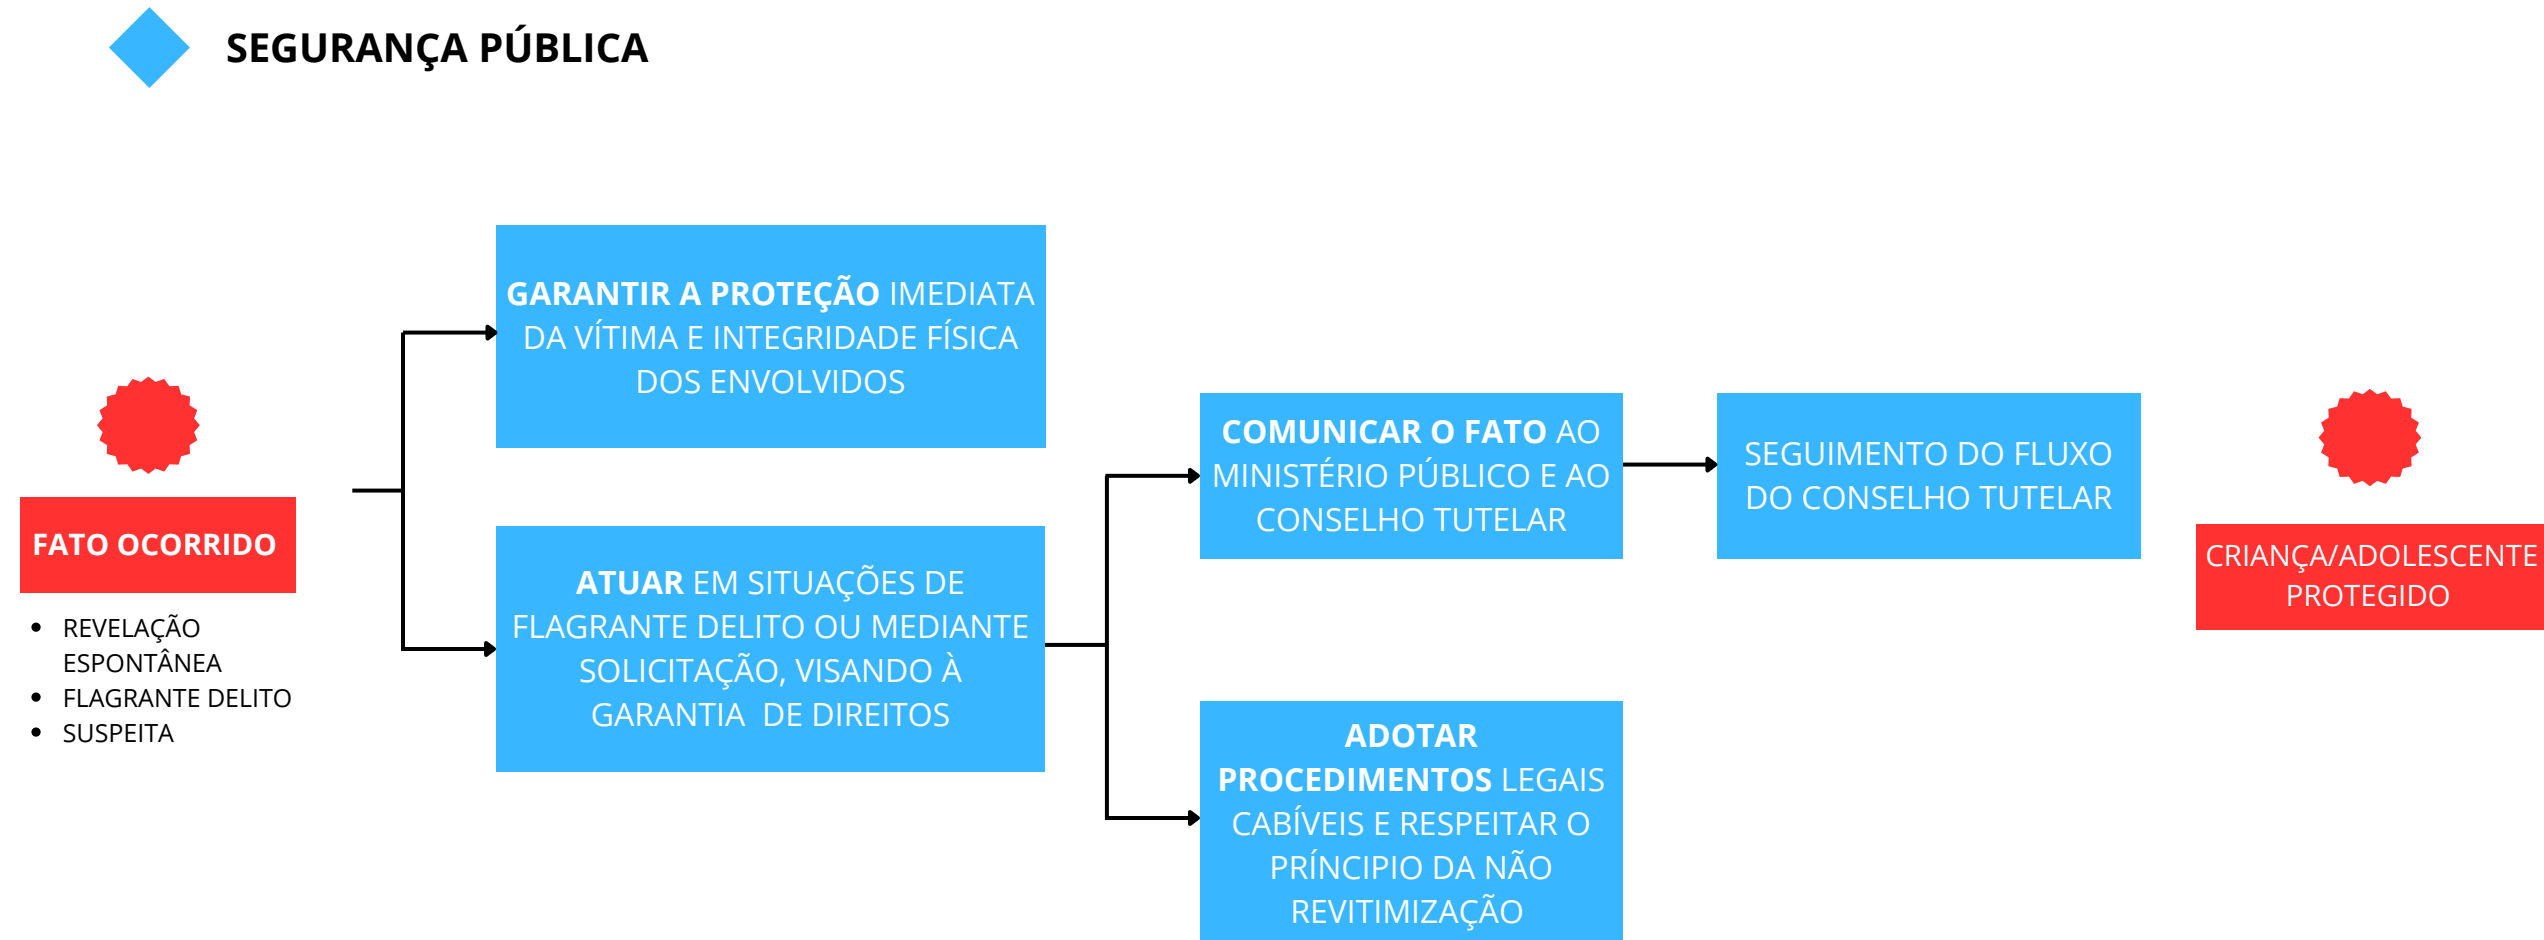 SEGURANÇA PÚBLICA
FATO OCORRIDO
• REVELAÇÃO
ESPONTÂNEA
• FLAGRANTE DELITO
• SUSPEITA
GARANTIR A PROTEÇÃO IMEDIATA
DA VÍTIMA E INTEGRIDADE FÍSICA
DOS ENVOLVIDOS
ATUAR EM SITUAÇÕES DE
FLAGRANTE DELITO OU MEDIANTE
SOLICITAÇÃO, VISANDO À
GARANTIA  DE DIREITOS
COMUNICAR O FATO AO
MINISTÉRIO PÚBLICO E AO
CONSELHO TUTELAR
ADOTAR
PROCEDIMENTOS LEGAIS
CABÍVEIS E RESPEITAR O
PRÍNCIPIO DA NÃO
REVITIMIZAÇÃO
SEGUIMENTO DO FLUXO
DO CONSELHO TUTELAR
CRIANÇA/ADOLESCENTE
PROTEGIDO